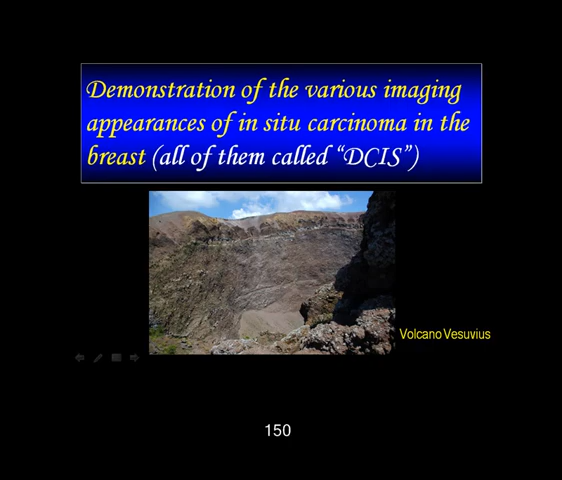 Demonstration of the various imaging
appearances of in situ carcinoma in the
breast (all of them called “DCIS”)
Volcano Vesuvius
150